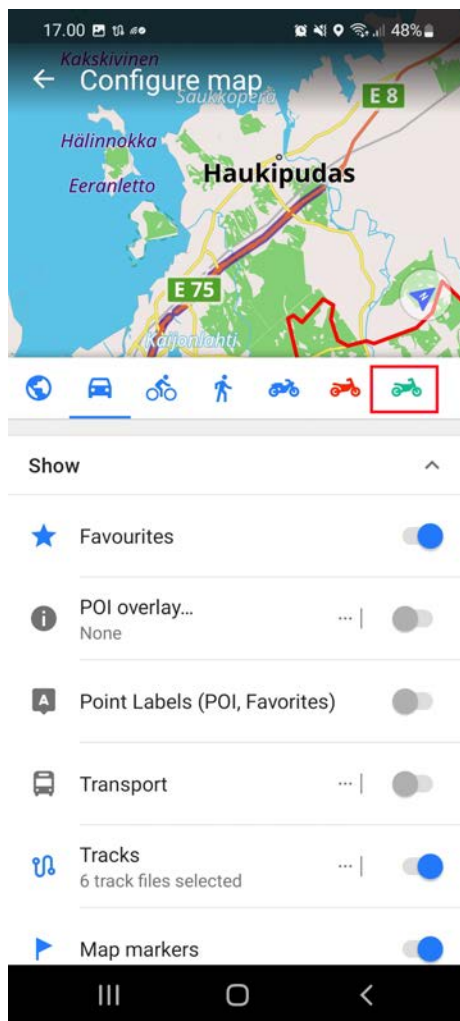 17.00
48%
Kakskivinen
Configure map
Saukkoperä
E 8
Hälinnokka
Haukipudas
Eeranletto
E 75
Karjonlahti
Show
Favourites
POI overlay...
None
A
Point Labels (POI, Favorites)
Transport
Tracks
6 track files selected
Map markers